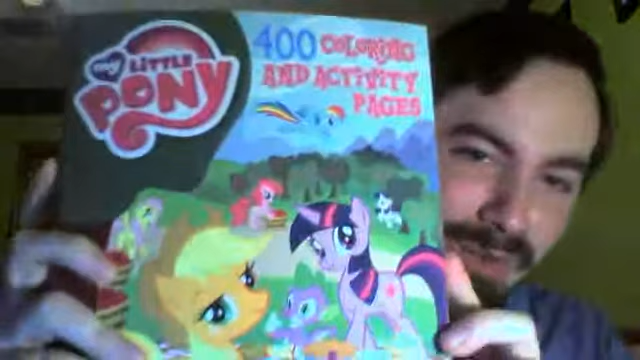 my LITTLE
PONY
400 COLORING
AND ACTIVITY
PAGES